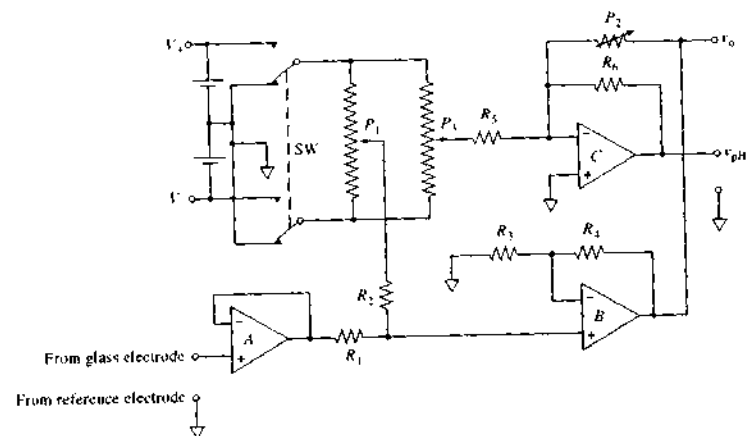 V+
P2
vo
R6
P1
P3
R5
−
C
+
vpH
SW
V
R3
R4
R2
−
B
+
−
A
+
R1
From glass electrode
From reference electrode